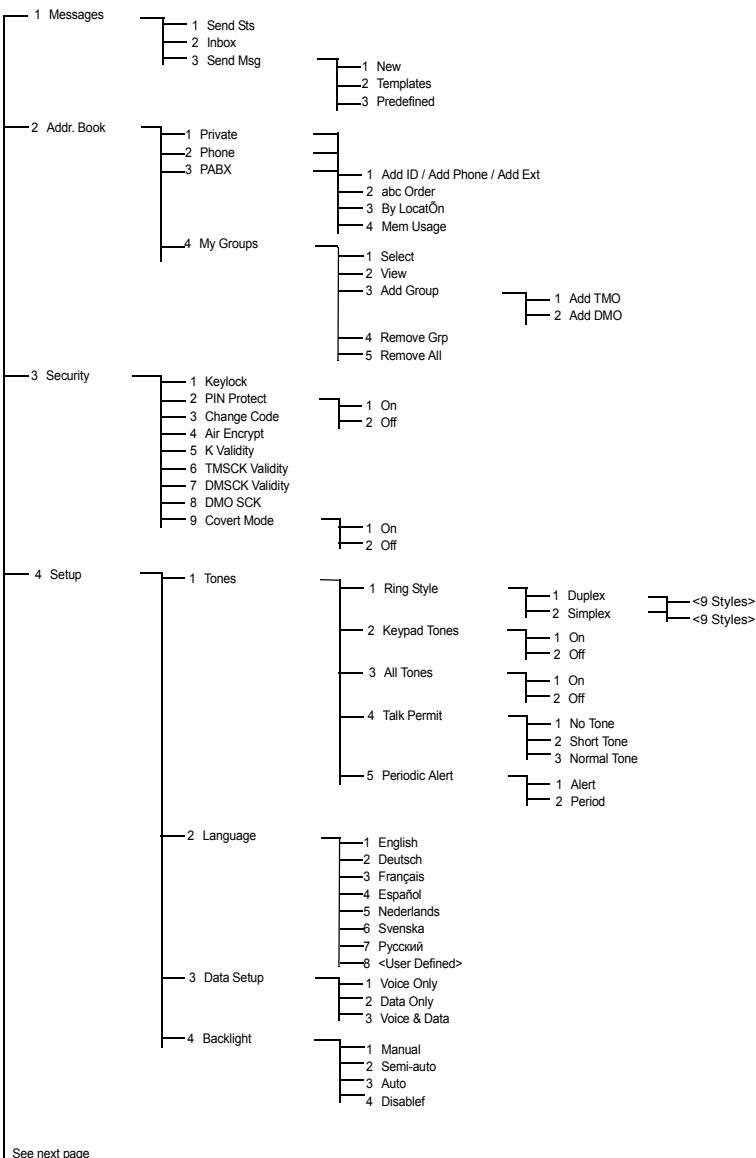 1 Messages
1 Send Sts
2 Inbox
3 Send Msg
1 New
2 Templates
3 Predefined
2 Addr. Book
1 Private
2 Phone
3 PABX
1 Add ID / Add Phone / Add Ext
2 abc Order
3 By LocatÕn
4 Mem Usage
4 My Groups
1 Select
2 View
3 Add Group
1 Add TMO
2 Add DMO
4 Remove Grp
5 Remove All
3 Security
1 Keylock
2 PIN Protect
1 On
2 Off
3 Change Code
4 Air Encrypt
5 K Validity
6 TMSCK Validity
7 DMSCK Validity
8 DMO SCK
9 Covert Mode
1 On
2 Off
4 Setup
1 Tones
1 Ring Style
1 Duplex
<9 Styles>
2 Simplex
<9 Styles>
2 Keypad Tones
1 On
2 Off
3 All Tones
1 On
2 Off
4 Talk Permit
1 No Tone
2 Short Tone
3 Normal Tone
5 Periodic Alert
1 Alert
2 Period
2 Language
1 English
2 Deutsch
3 Français
4 Español
5 Nederlands
6 Svenska
7 Русский
8 <User Defined>
3 Data Setup
1 Voice Only
2 Data Only
3 Voice & Data
4 Backlight
1 Manual
2 Semi-auto
3 Auto
4 Disablef
See next page